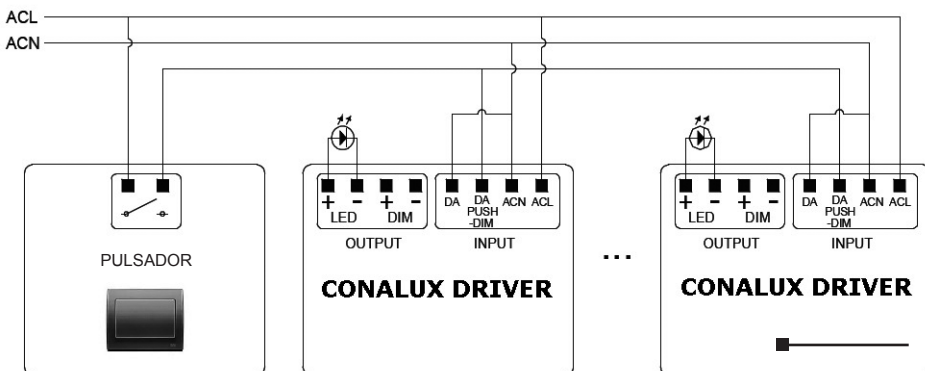 ACL
ACN
PULSADOR
+ - + -
LED DIM
OUTPUT
DA DA PUSH -DIM ACN ACL
INPUT
CONALUX DRIVER
...
+ - + -
LED DIM
OUTPUT
DA DA PUSH -DIM ACN ACL
INPUT
CONALUX DRIVER